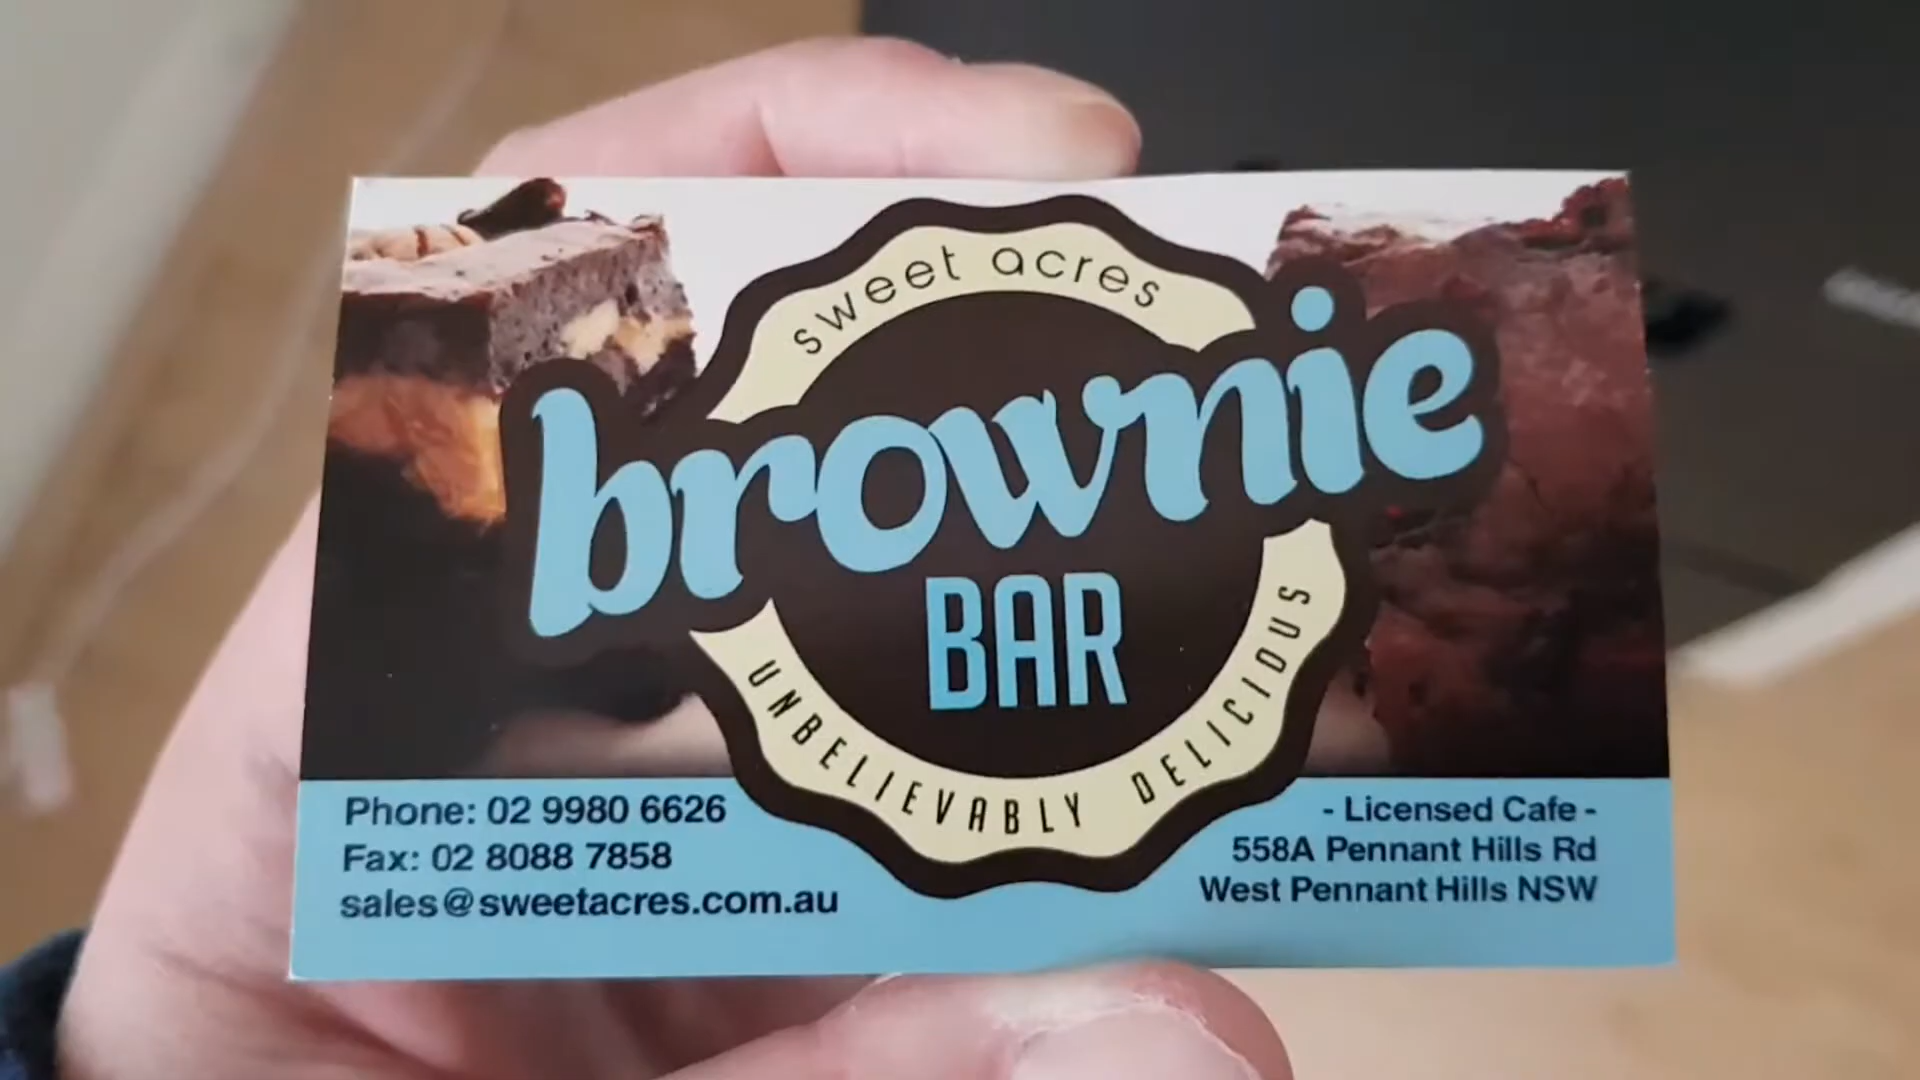 sweet acres
brownie
BAR
UNBELIEVABLY DELICIOUS
Phone: 02 9980 6626
Fax: 02 8088 7858
sales@sweetacres.com.au
- Licensed Cafe -
558A Pennant Hills Rd
West Pennant Hills NSW